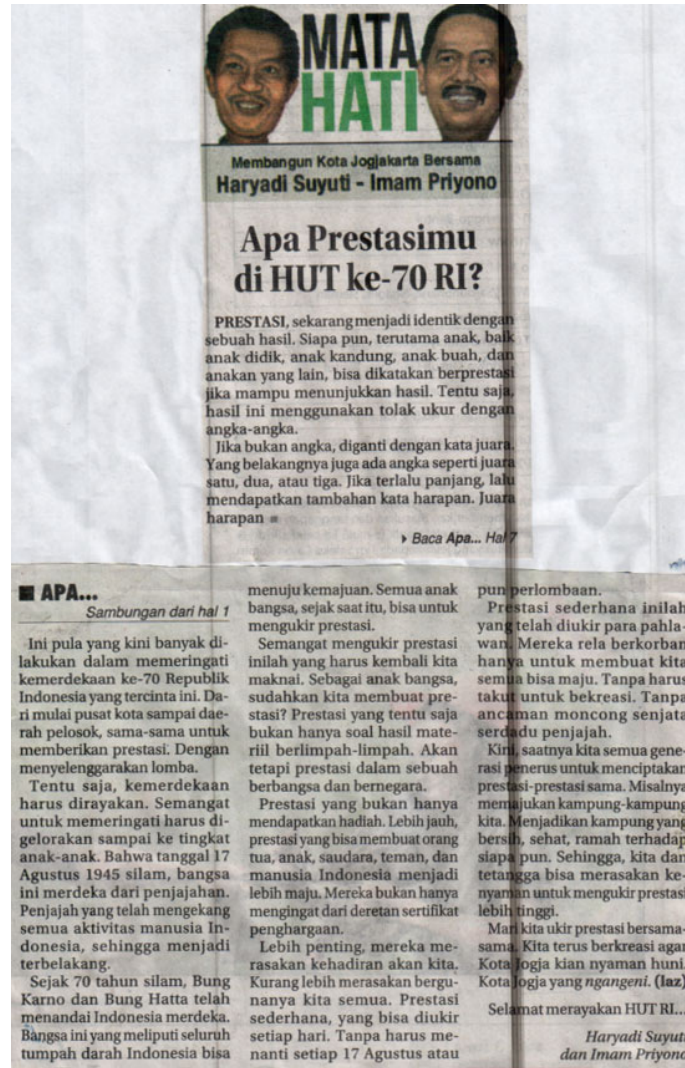 MATA
HATI
Membangun Kota Jogjakarta Bersama
Haryadi Suyuti - Imam Priyono
Apa Prestasimu
di HUT ke-70 RI?
PRESTASI, sekarang menjadi identik dengan
sebuah hasil. Siapa pun, terutama anak, baik
anak didik, anak kandung, anak buah, dan
anakan yang lain, bisa dikatakan berprestasi
jika mampu menunjukkan hasil. Tentu saja,
hasil ini menggunakan tolak ukur dengan
angka-angka.
Jika bukan angka, diganti dengan kata juara.
Yang belakangnya juga ada angka seperti juara
satu, dua, atau tiga. Jika terlalu panjang, lalu
mendapatkan tambahan kata harapan. Juara
harapan
Baca Apa... Hal 7
APA...
Sambungan dari hal 1
Ini pula yang kini banyak di-
lakukan dalam memeringati
kemerdekaan ke-70 Republik
Indonesia yang tercinta ini. Da-
ri mulai pusat kota sampai dae-
rah pelosok, sama-sama untuk
memberikan prestasi. Dengan
menyelenggarakan lomba.
Tentu saja, kemerdekaan
harus dirayakan. Semangat
untuk memeringati harus di-
gelorakan sampai ke tingkat
anak-anak. Bahwa tanggal 17
Agustus 1945 silam, bangsa
ini merdeka dari penjajahan.
Penjajah yang telah mengekang
semua aktivitas manusia In-
donesia, sehingga menjadi
terbelakang.
Sejak 70 tahun silam, Bung
Karno dan Bung Hatta telah
menandai Indonesia merdeka.
Bangsa ini yang meliputi seluruh
tumpah darah Indonesia bisa
menuju kemajuan. Semua anak
bangsa, sejak saat itu, bisa untuk
mengukir prestasi.
Semangat mengukir prestasi
inilah yang harus kembali kita
maknai. Sebagai anak bangsa,
sudahkan kita membuat pre-
stasi? Prestasi yang tentu saja
bukan hanya soal hasil mate-
riil berlimpah-limpah. Akan
tetapi prestasi dalam sebuah
berbangsa dan bernegara.
Prestasi yang bukan hanya
mendapatkan hadiah. Lebih jauh,
prestasi yang bisa membuat orang
tua, anak, saudara, teman, dan
manusia Indonesia menjadi
lebih maju. Mereka bukan hanya
mengingat dari deretan sertifikat
penghargaan.
Lebih penting, mereka me-
rasakan kehadiran akan kita.
Kurang lebih merasakan bergu-
nanya kita semua. Prestasi
sederhana, yang bisa diukir
setiap hari. Tanpa harus me-
nanti setiap 17 Agustus atau
pun perlombaan.
Prestasi sederhana inilah
yang telah diukir para pahla-
wan. Mereka rela berkorban
hanya untuk membuat kita
semua bisa maju. Tanpa harus
takut untuk bekreasi. Tanpa
ancaman moncong senjata
serdadu penjajah.
Kini, saatnya kita semua gene-
rasi penerus untuk menciptakan
prestasi-prestasi sama. Misalnya
memajukan kampung-kampung
kita. Menjadikan kampung yang
bersih, sehat, ramah terhadap
siapa pun. Sehingga, kita dan
tetangga bisa merasakan ke-
nyaman untuk mengukir prestasi
lebih tinggi.
Mari kita ukir prestasi bersama-
sama. Kita terus berkreasi agar
Kota Jogja kian nyaman huni.
Kota Jogja yang ngangeni. (laz)
Selamat merayakan HUT RI...
Haryadi Suyuti
dan Imam Priyono